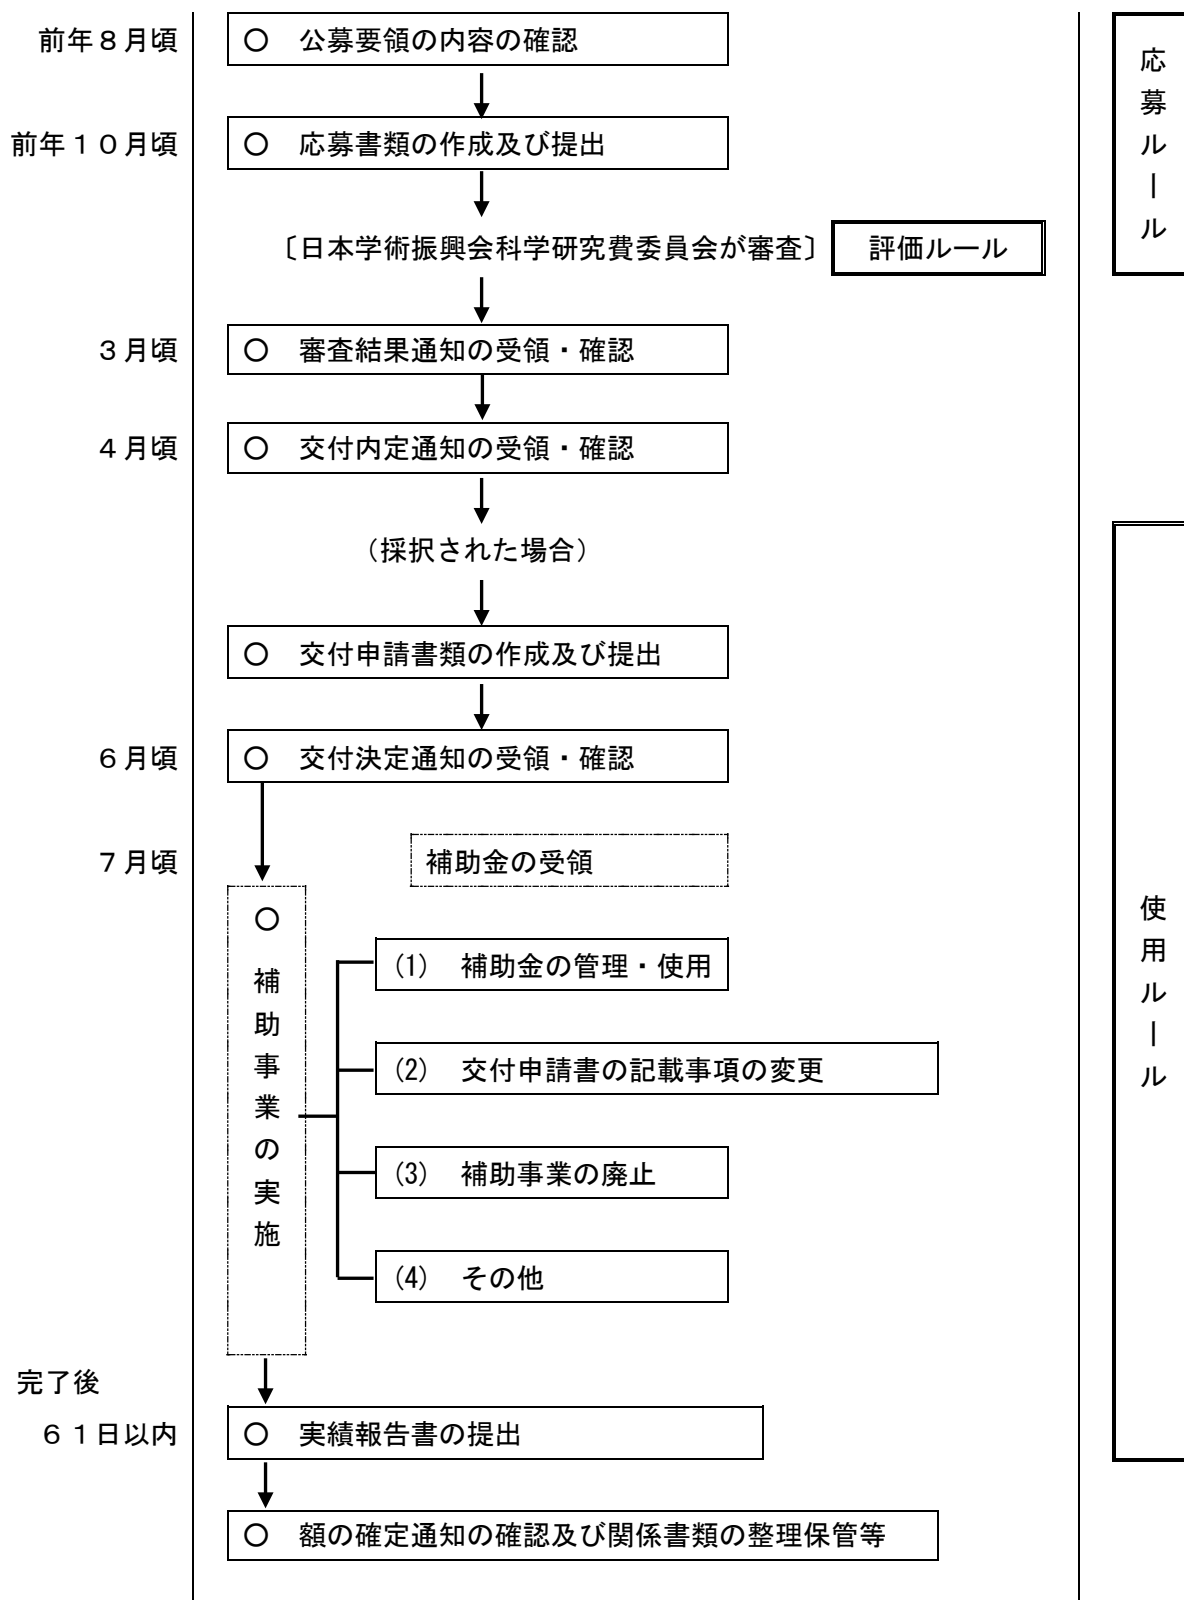 前年８月頃
○　公募要領の内容の確認
前年１０月頃
○　応募書類の作成及び提出
〔日本学術振興会科学研究費委員会が審査〕
評価ルール
応募ルール
３月頃
○　審査結果通知の受領・確認
４月頃
○　交付内定通知の受領・確認
（採択された場合）
○　交付申請書類の作成及び提出
６月頃
○　交付決定通知の受領・確認
７月頃
補助金の受領
○　補助事業の実施
(1)　補助金の管理・使用
(2)　交付申請書の記載事項の変更
(3)　補助事業の廃止
(4)　その他
使用ルール
完了後
６１日以内
○　実績報告書の提出
○　額の確定通知の確認及び関係書類の整理保管等